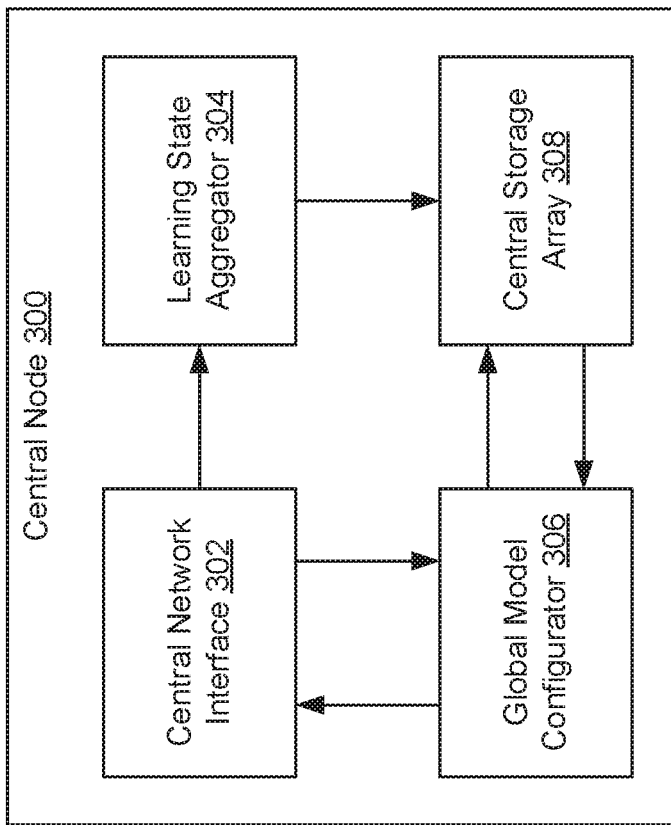 Central Node 300
Central Network
Interface 302
Learning State
Aggregator 304
Global Model
Configurator 306
Central Storage
Array 308